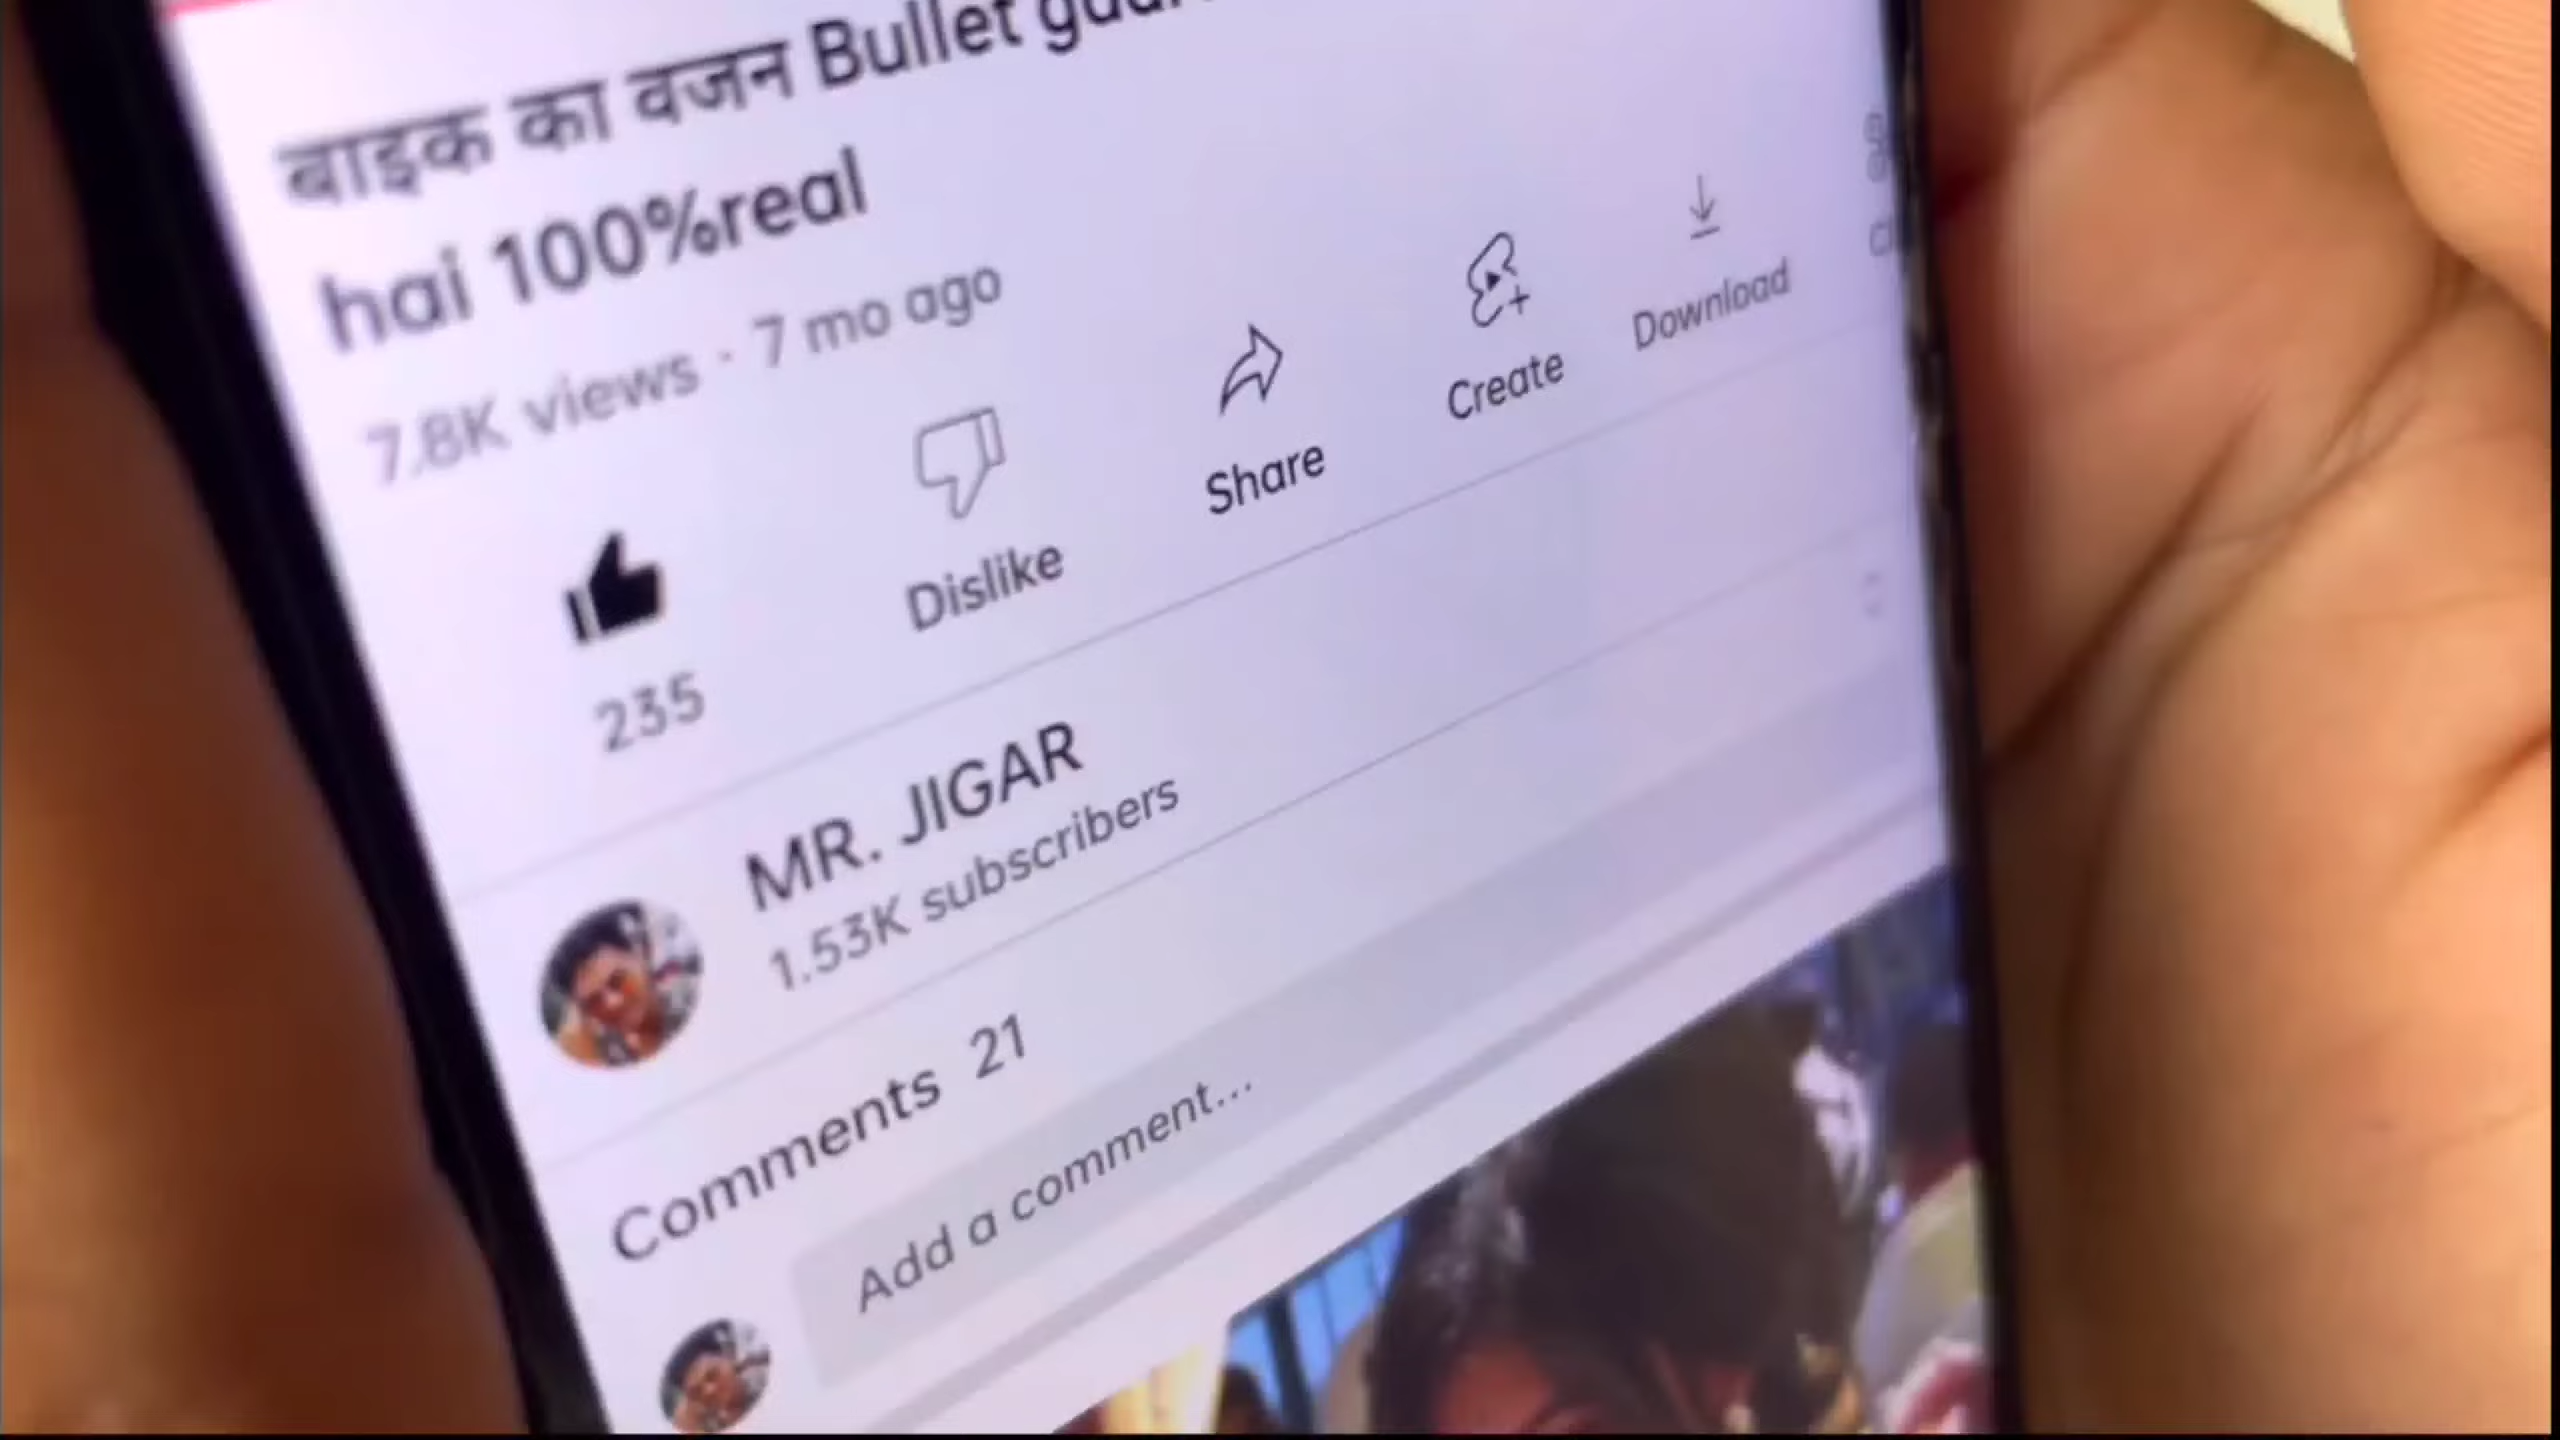 बाइक का वजन Bullet
hai 100%real
7.8K views · 7 mo ago
235
Dislike
Share
Create
Download
MR. JIGAR
1.53K subscribers
Comments 21
Add a comment...